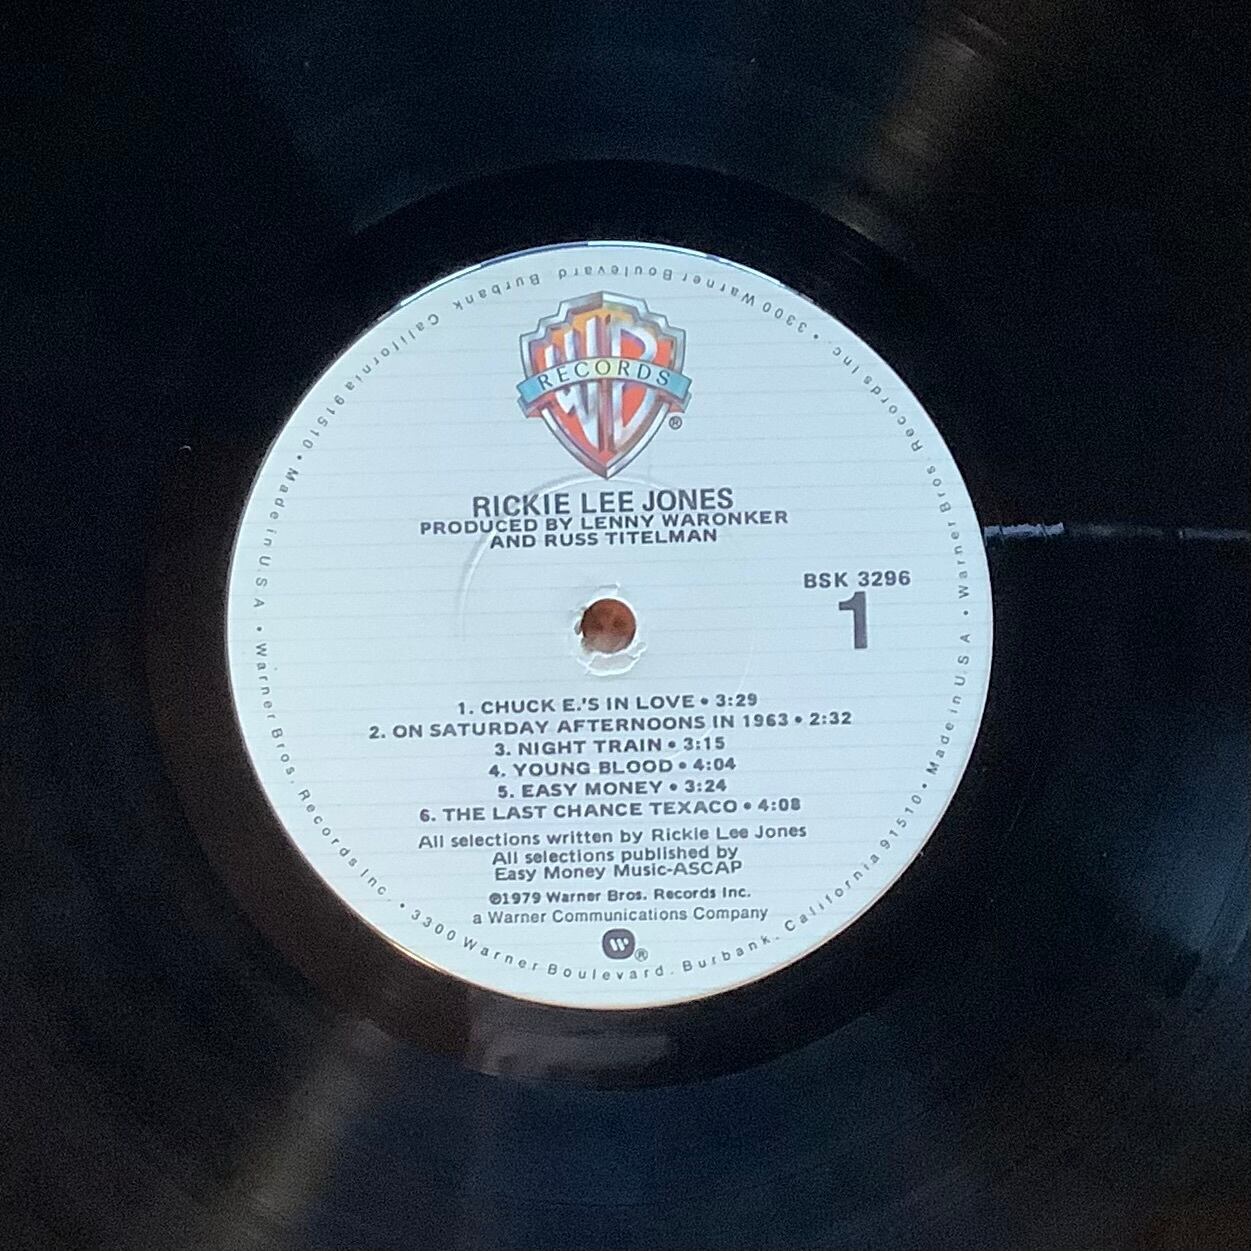 WB
RECORDS
®
RICKIE LEE JONES
PRODUCED BY LENNY WARONKER
AND RUSS TITELMAN
BSK 3296
1
1. CHUCK E.'S IN LOVE • 3:29
2. ON SATURDAY AFTERNOONS IN 1963 • 2:32
3. NIGHT TRAIN • 3:15
4. YOUNG BLOOD • 4:04
5. EASY MONEY • 3:24
6. THE LAST CHANCE TEXACO • 4:08
All selections written by Rickie Lee Jones
All selections published by
Easy Money Music-ASCAP
℗1979 Warner Bros. Records Inc.
a Warner Communications Company
W®
Warner Bros. Records Inc. • 3300 Warner Boulevard. Burbank. California 91510 • Made in U.S.A. • Warner Bros. Records Inc. • 3300 Warner Boulevard Burbank California 91510 • Made in U.S.A •